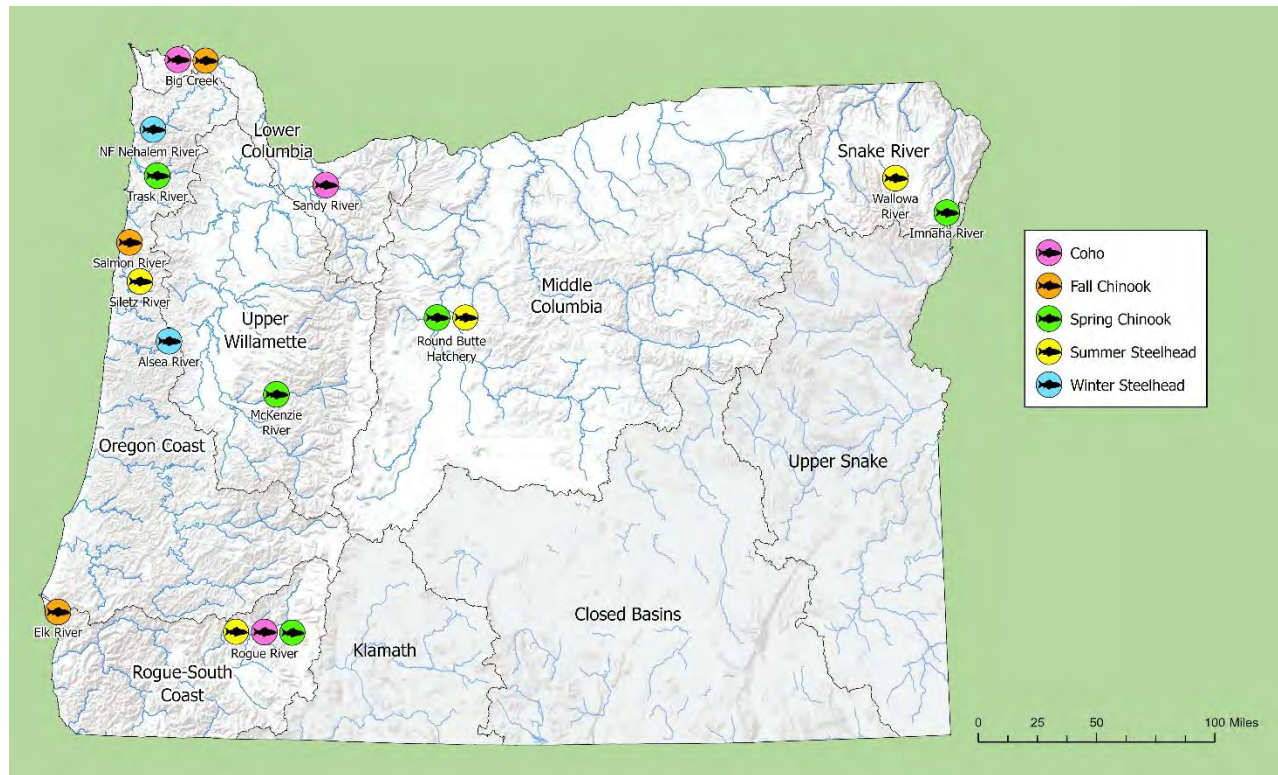 Big Creek
NF Nehalem River
Lower
Columbia
Trask River
Sandy River
Snake River
Wallowa
River
Imnaha River
Salmon River
Siletz River
Middle
Columbia
Upper
Willamette
Round Butte
Hatchery
Alsea River
McKenzie
River
Oregon Coast
Upper Snake
Elk River
Rogue River
Rogue-South
Coast
Klamath
Closed Basins
Coho
Fall Chinook
Spring Chinook
Summer Steelhead
Winter Steelhead
0 25 50 100 Miles